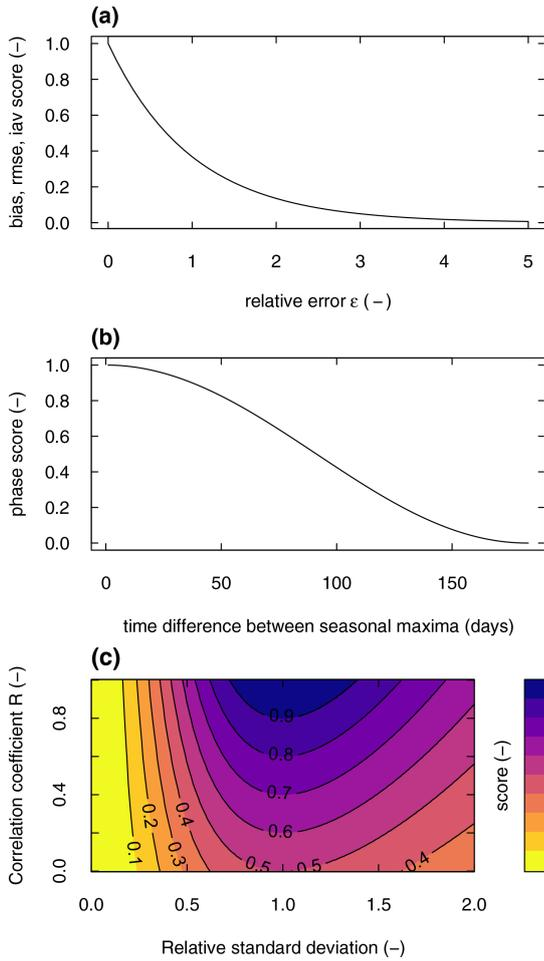 (a)
bias, rmse, iav score (−)
1.0
0.8
0.6
0.4
0.2
0.0
0 1 2 3 4 5
relative error ε (−)
(b)
phase score (−)
1.0
0.8
0.6
0.4
0.2
0.0
0 50 100 150
time difference between seasonal maxima (days)
(c)
Correlation coefficient R (−)
0.8
0.4
0.0
0.9
0.8
0.7
0.6
0.5
0.5
0.4
0.4
0.3
0.2
0.1
score (−)
0.0 0.5 1.0 1.5 2.0
Relative standard deviation (−)